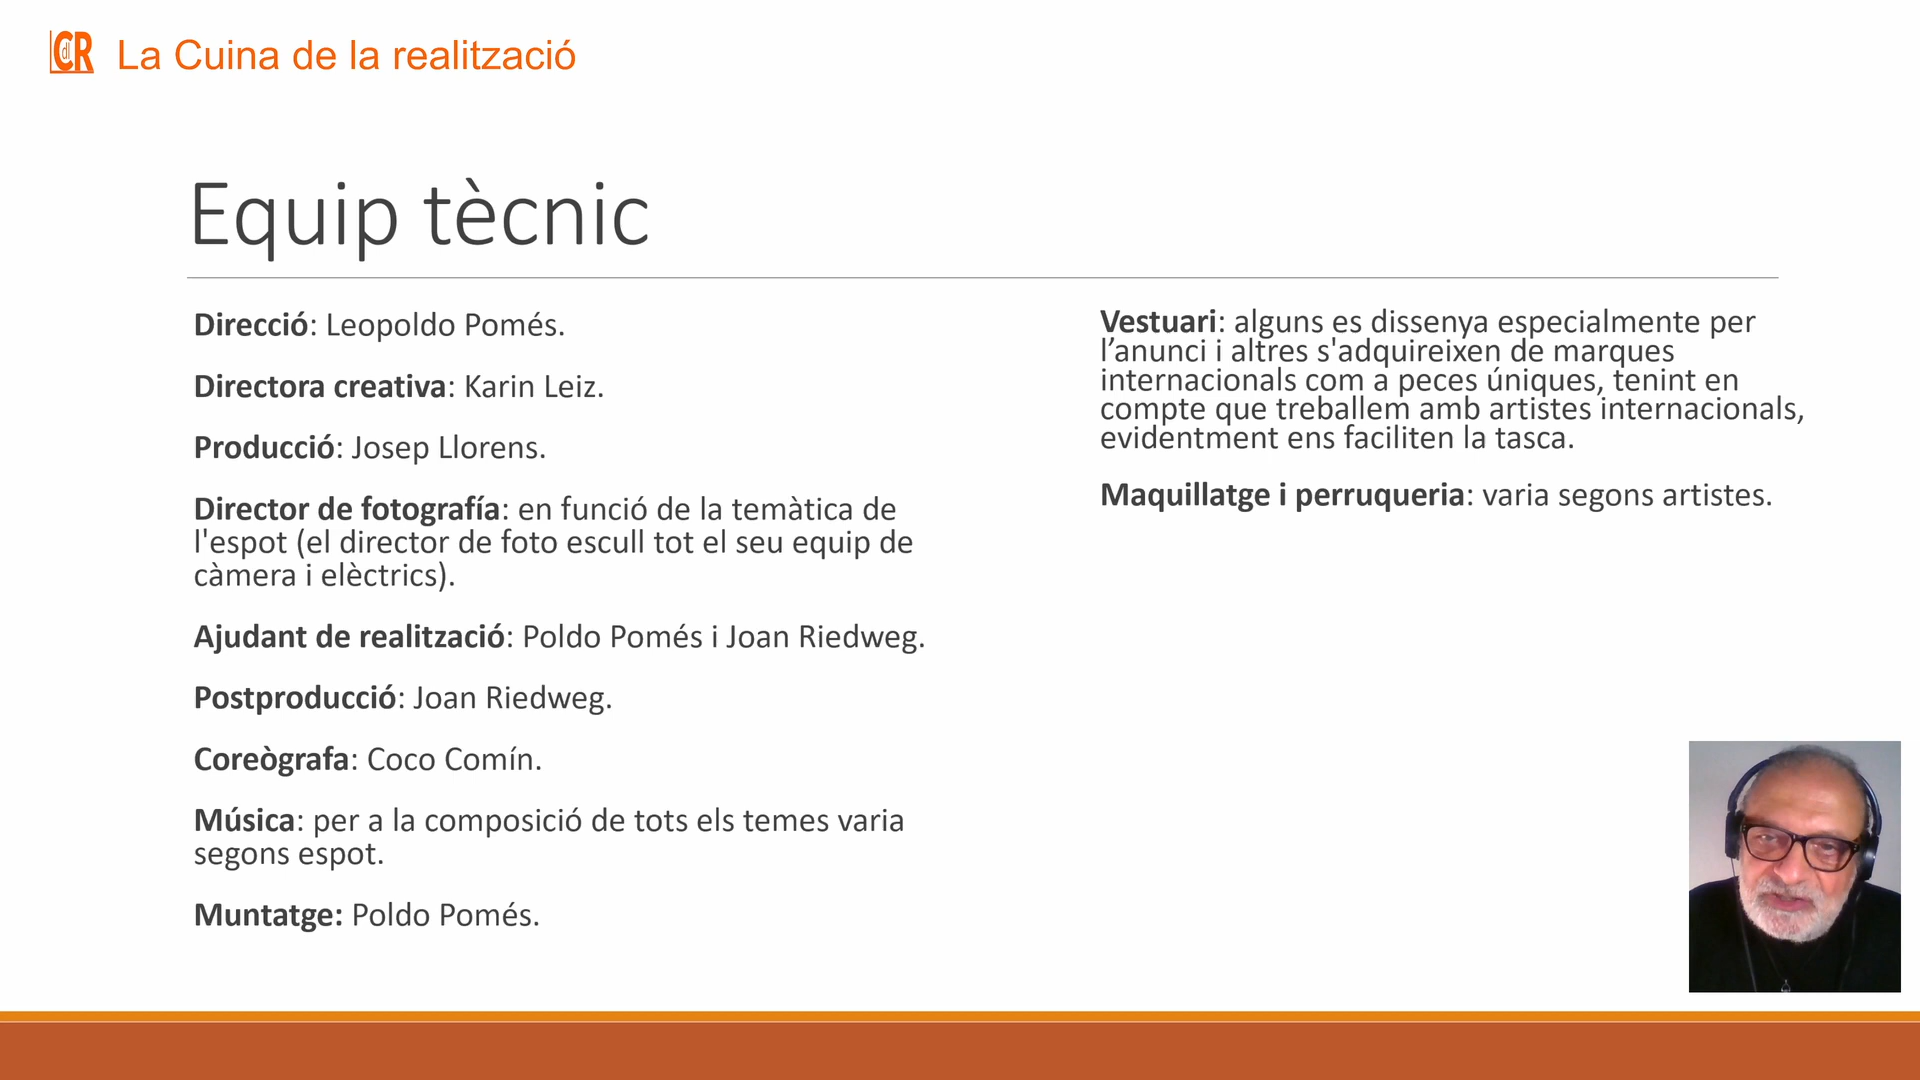 CdlR La Cuina de la realització
Equip tècnic
Direcció: Leopoldo Pomés.
Directora creativa: Karin Leiz.
Producció: Josep Llorens.
Director de fotografía: en funció de la temàtica de
l'espot (el director de foto escull tot el seu equip de
càmera i elèctrics).
Ajudant de realització: Poldo Pomés i Joan Riedweg.
Postproducció: Joan Riedweg.
Coreògrafa: Coco Comín.
Música: per a la composició de tots els temes varia
segons espot.
Muntatge: Poldo Pomés.
Vestuari: alguns es dissenya especialmente per
l’anunci i altres s'adquireixen de marques
internacionals com a peces úniques, tenint en
compte que treballem amb artistes internacionals,
evidentment ens faciliten la tasca.
Maquillatge i perruqueria: varia segons artistes.